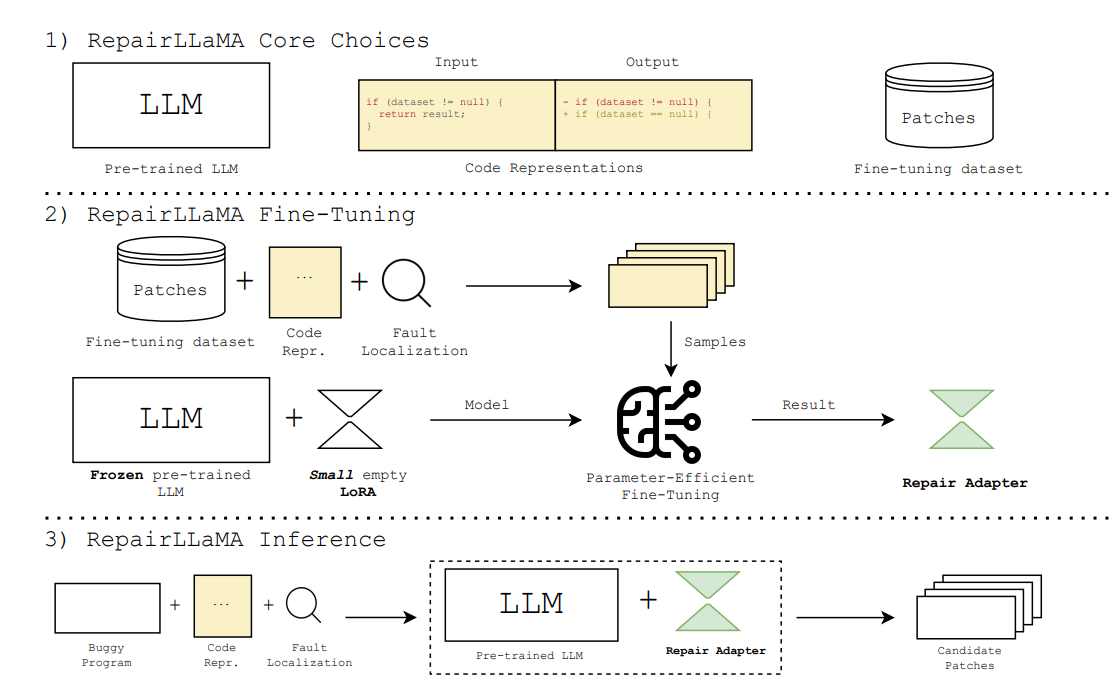 1) RepairLLaMA Core Choices
Input
Output
LLM
if (dataset != null) {
return result;
}
- if (dataset != null) {
+ if (dataset == null) {
Patches
Pre-trained LLM
Code Representations
Fine-tuning dataset
2) RepairLLaMA Fine-Tuning
Patches
+
...
+
Fine-tuning dataset
Code
Repr.
Fault
Localization
Samples
LLM
+
Model
Result
Frozen pre-trained
LLM
Small empty
LoRA
Parameter-Efficient
Fine-Tuning
Repair Adapter
3) RepairLLaMA Inference
+
...
+
LLM
+
Buggy
Program
Code
Repr.
Fault
Localization
Pre-trained LLM
Repair Adapter
Candidate
Patches